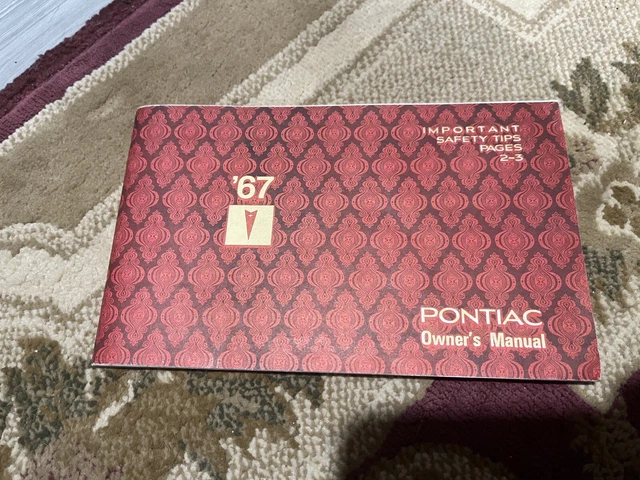 IMPORTANT
SAFETY TIPS
PAGES
2-3
'67
PONTIAC
Owner's Manual